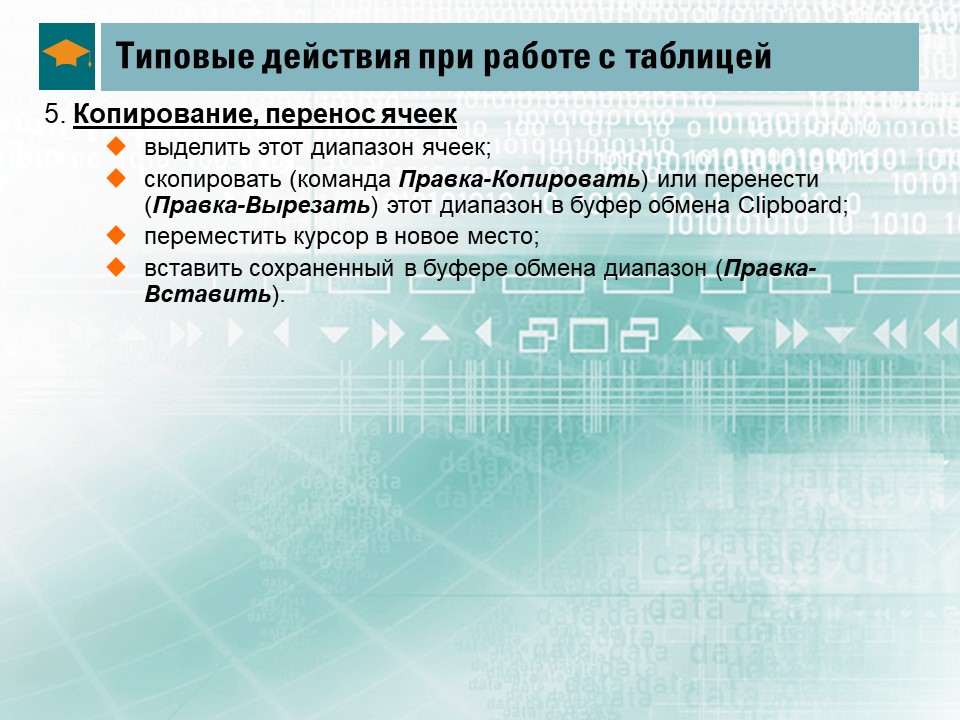 Типовые действия при работе с таблицей
5. Копирование, перенос ячеек
выделить этот диапазон ячеек;
скопировать (команда Правка-Копировать) или перенести
(Правка-Вырезать) этот диапазон в буфер обмена Clipboard;
переместить курсор в новое место;
вставить сохраненный в буфере обмена диапазон (Правка-
Вставить).